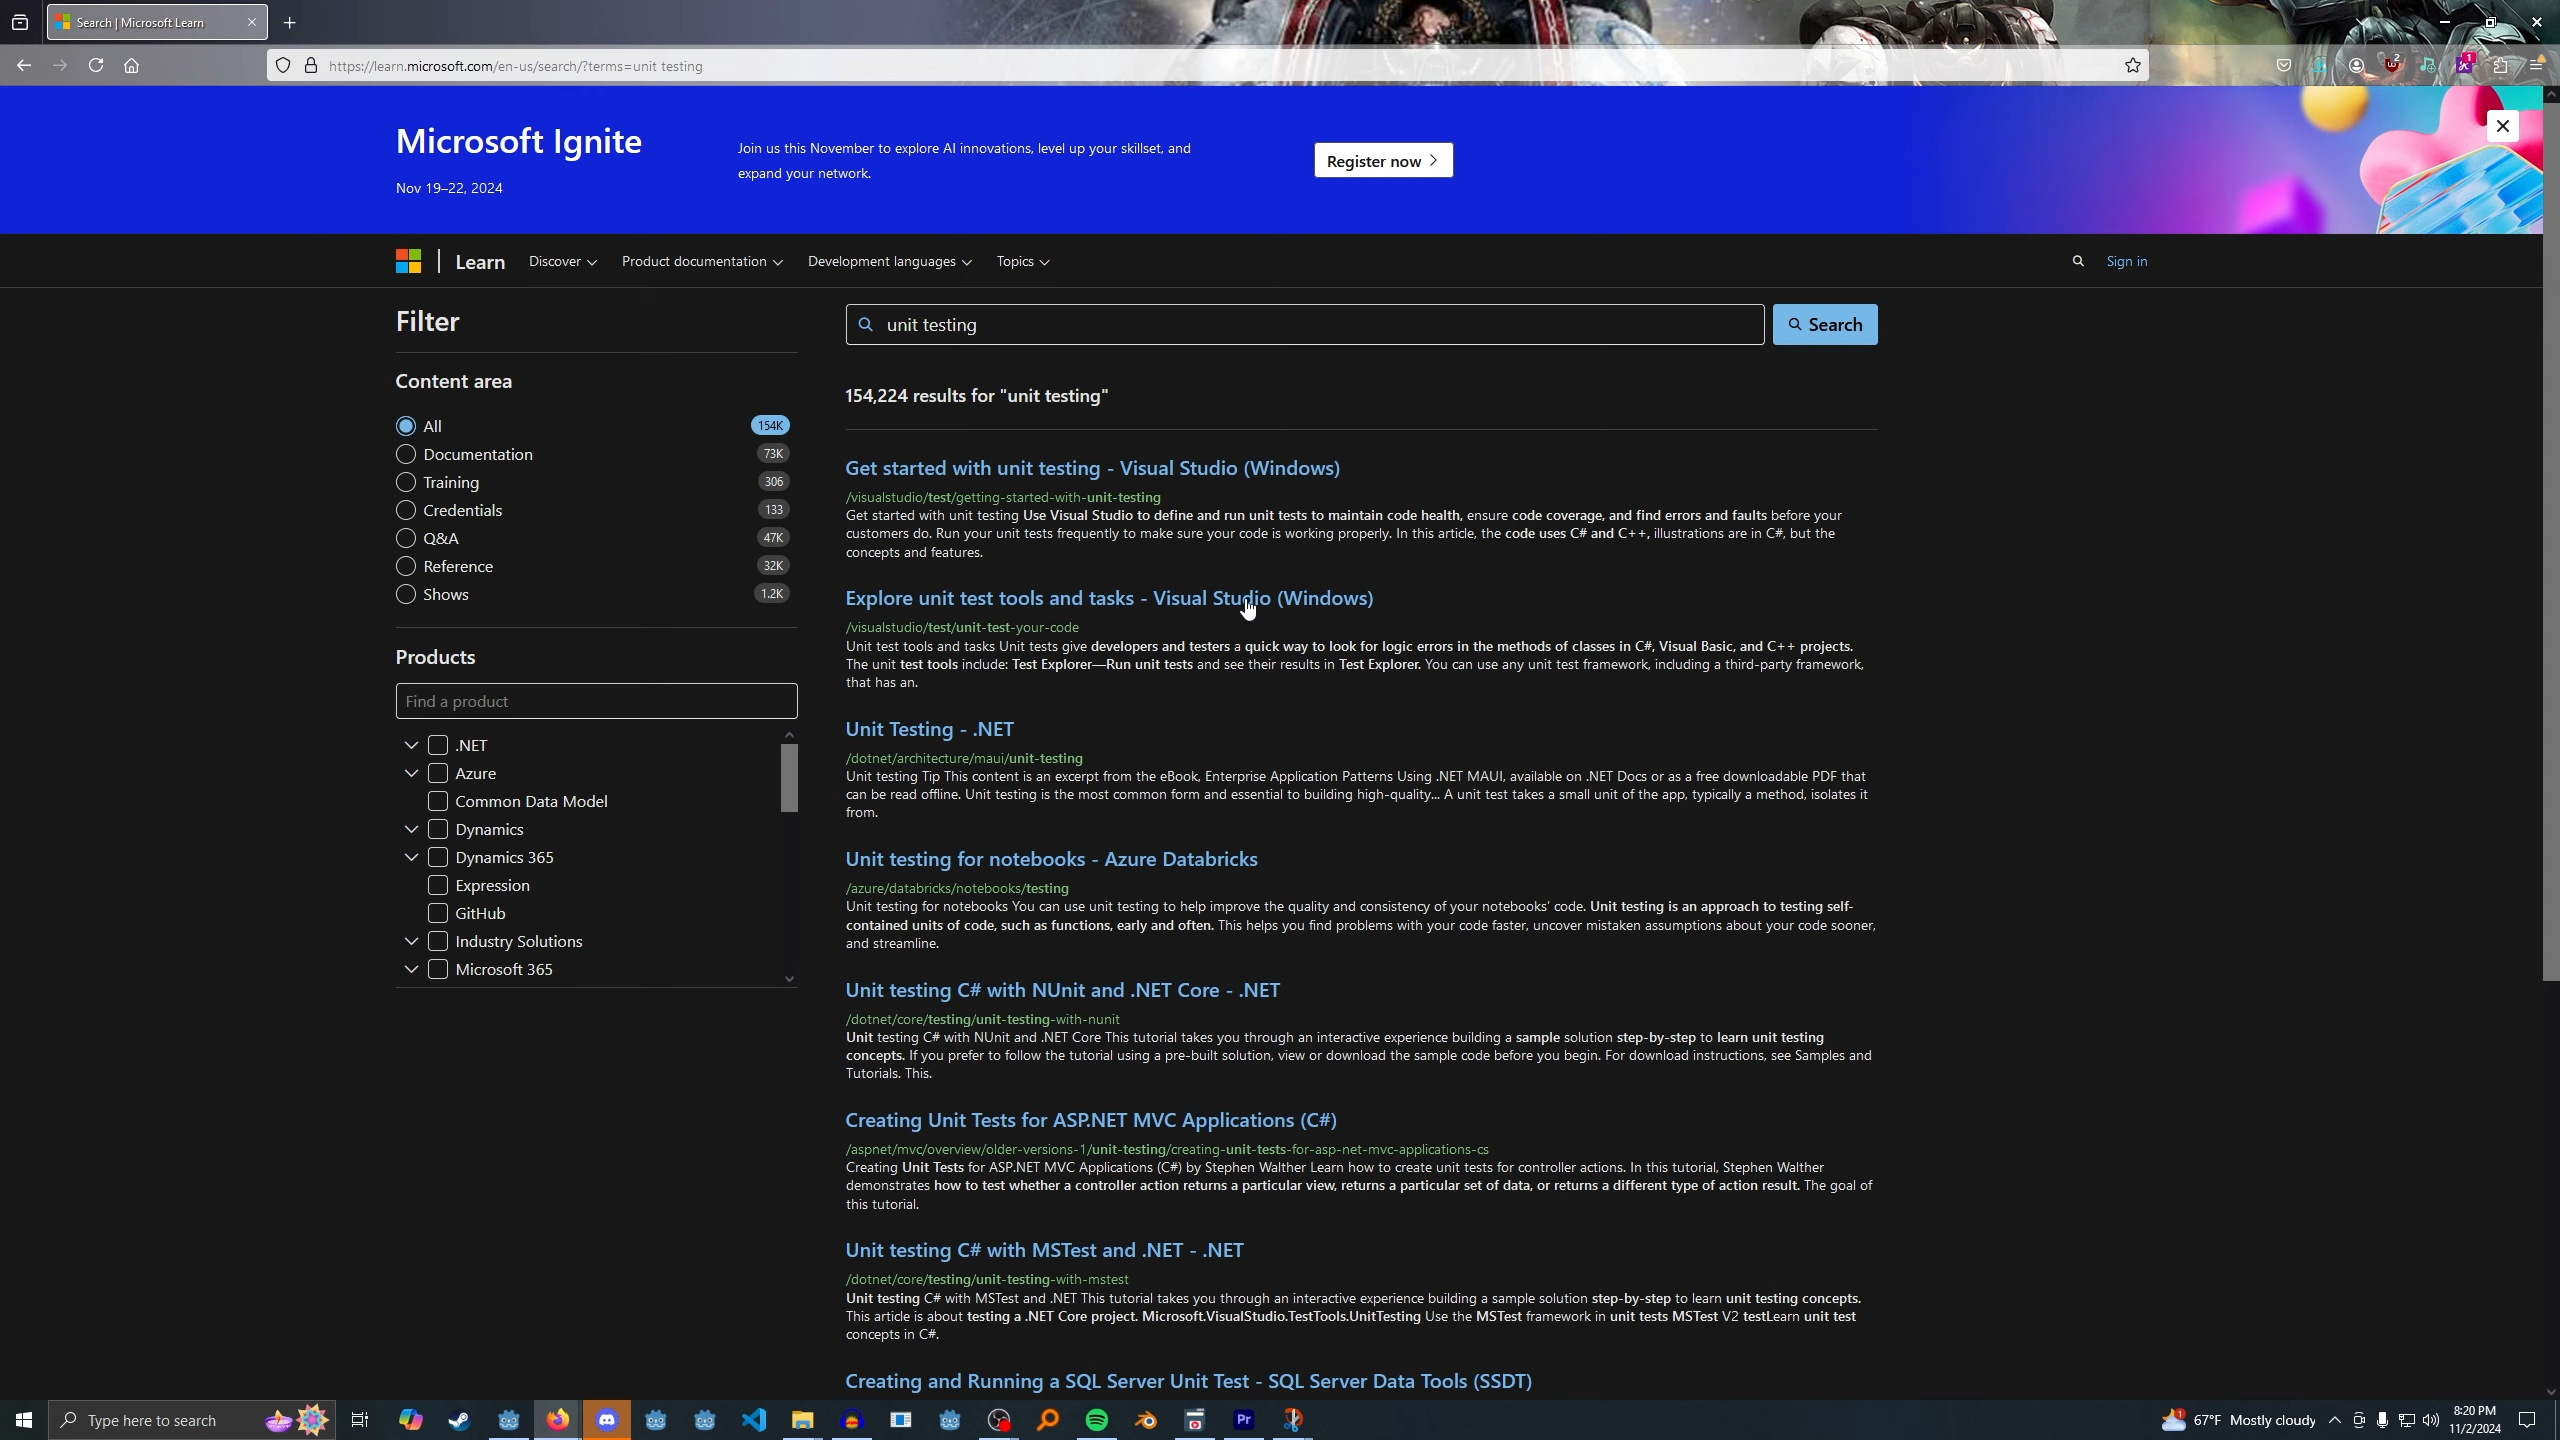 Search | Microsoft Learn
https://learn.microsoft.com/en-us/search/?terms=unit testing
2
1
Microsoft Ignite
Nov 19–22, 2024
Join us this November to explore AI innovations, level up your skillset, and
expand your network.
Register now
Learn
Discover
Product documentation
Development languages
Topics
Sign in
Filter
Content area
All 154K
Documentation 73K
Training 306
Credentials 133
Q&A 47K
Reference 32K
Shows 1.2K
Products
Find a product
.NET
Azure
Common Data Model
Dynamics
Dynamics 365
Expression
GitHub
Industry Solutions
Microsoft 365
unit testing
Search
154,224 results for "unit testing"
Get started with unit testing - Visual Studio (Windows)
/visualstudio/test/getting-started-with-unit-testing
Get started with unit testing Use Visual Studio to define and run unit tests to maintain code health, ensure code coverage, and find errors and faults before your
customers do. Run your unit tests frequently to make sure your code is working properly. In this article, the code uses C# and C++, illustrations are in C#, but the
concepts and features.
Explore unit test tools and tasks - Visual Studio (Windows)
/visualstudio/test/unit-test-your-code
Unit test tools and tasks Unit tests give developers and testers a quick way to look for logic errors in the methods of classes in C#, Visual Basic, and C++ projects.
The unit test tools include: Test Explorer—Run unit tests and see their results in Test Explorer. You can use any unit test framework, including a third-party framework,
that has an.
Unit Testing - .NET
/dotnet/architecture/maui/unit-testing
Unit testing Tip This content is an excerpt from the eBook, Enterprise Application Patterns Using .NET MAUI, available on .NET Docs or as a free downloadable PDF that
can be read offline. Unit testing is the most common form and essential to building high-quality... A unit test takes a small unit of the app, typically a method, isolates it
from.
Unit testing for notebooks - Azure Databricks
/azure/databricks/notebooks/testing
Unit testing for notebooks You can use unit testing to help improve the quality and consistency of your notebooks' code. Unit testing is an approach to testing self-
contained units of code, such as functions, early and often. This helps you find problems with your code faster, uncover mistaken assumptions about your code sooner,
and streamline.
Unit testing C# with NUnit and .NET Core - .NET
/dotnet/core/testing/unit-testing-with-nunit
Unit testing C# with NUnit and .NET Core This tutorial takes you through an interactive experience building a sample solution step-by-step to learn unit testing
concepts. If you prefer to follow the tutorial using a pre-built solution, view or download the sample code before you begin. For download instructions, see Samples and
Tutorials. This.
Creating Unit Tests for ASP.NET MVC Applications (C#)
/aspnet/mvc/overview/older-versions-1/unit-testing/creating-unit-tests-for-asp-net-mvc-applications-cs
Creating Unit Tests for ASP.NET MVC Applications (C#) by Stephen Walther Learn how to create unit tests for controller actions. In this tutorial, Stephen Walther
demonstrates how to test whether a controller action returns a particular view, returns a particular set of data, or returns a different type of action result. The goal of
this tutorial.
Unit testing C# with MSTest and .NET - .NET
/dotnet/core/testing/unit-testing-with-mstest
Unit testing C# with MSTest and .NET This tutorial takes you through an interactive experience building a sample solution step-by-step to learn unit testing concepts.
This article is about testing a .NET Core project. Microsoft.VisualStudio.TestTools.UnitTesting Use the MSTest framework in unit tests MSTest V2 testLearn unit test
concepts in C#.
Creating and Running a SQL Server Unit Test - SQL Server Data Tools (SSDT)
Type here to search
Pr
1
67°F Mostly cloudy
8:20 PM
11/2/2024